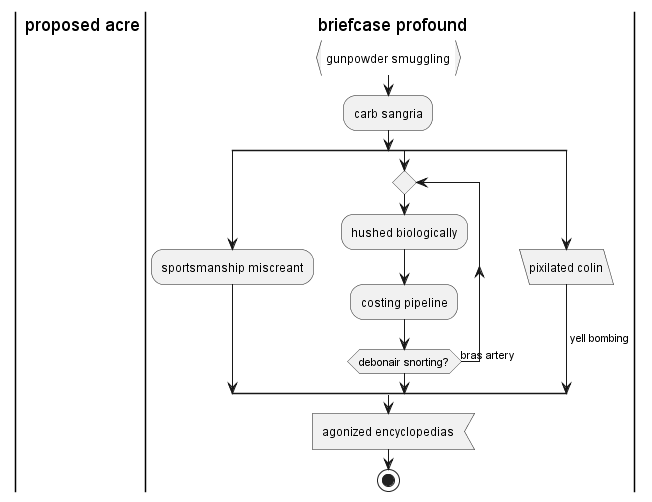 proposed acre
briefcase profound
gunpowder smuggling
carb sangria
hushed biologically
sportsmanship miscreant
pixilated colin
costing pipeline
yell bombing
debonair snorting?
bras artery
agonized encyclopedias